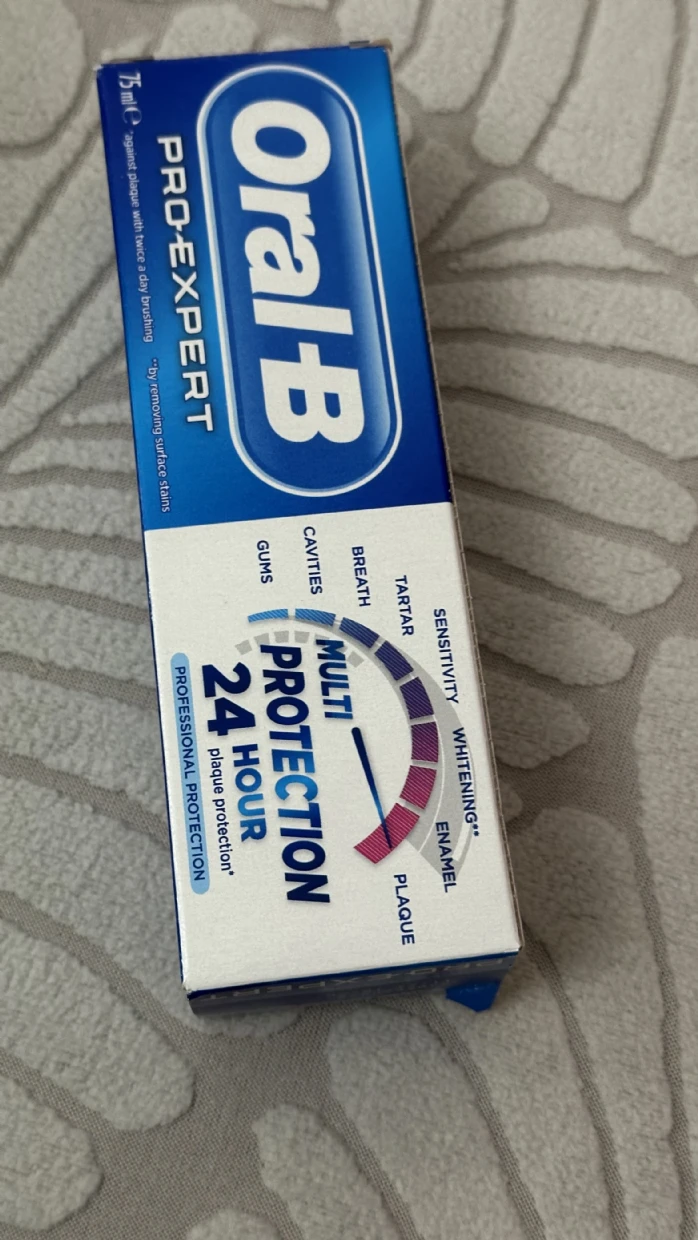 Oral-B
PRO-EXPERT
75 ml ℮ *against plaque with twice a day brushing **by removing surface stains
GUMS
CAVITIES
BREATH
TARTAR
SENSITIVITY
WHITENING**
ENAMEL
PLAQUE
MULTI
PROTECTION
24 HOUR
plaque protection*
PROFESSIONAL PROTECTION